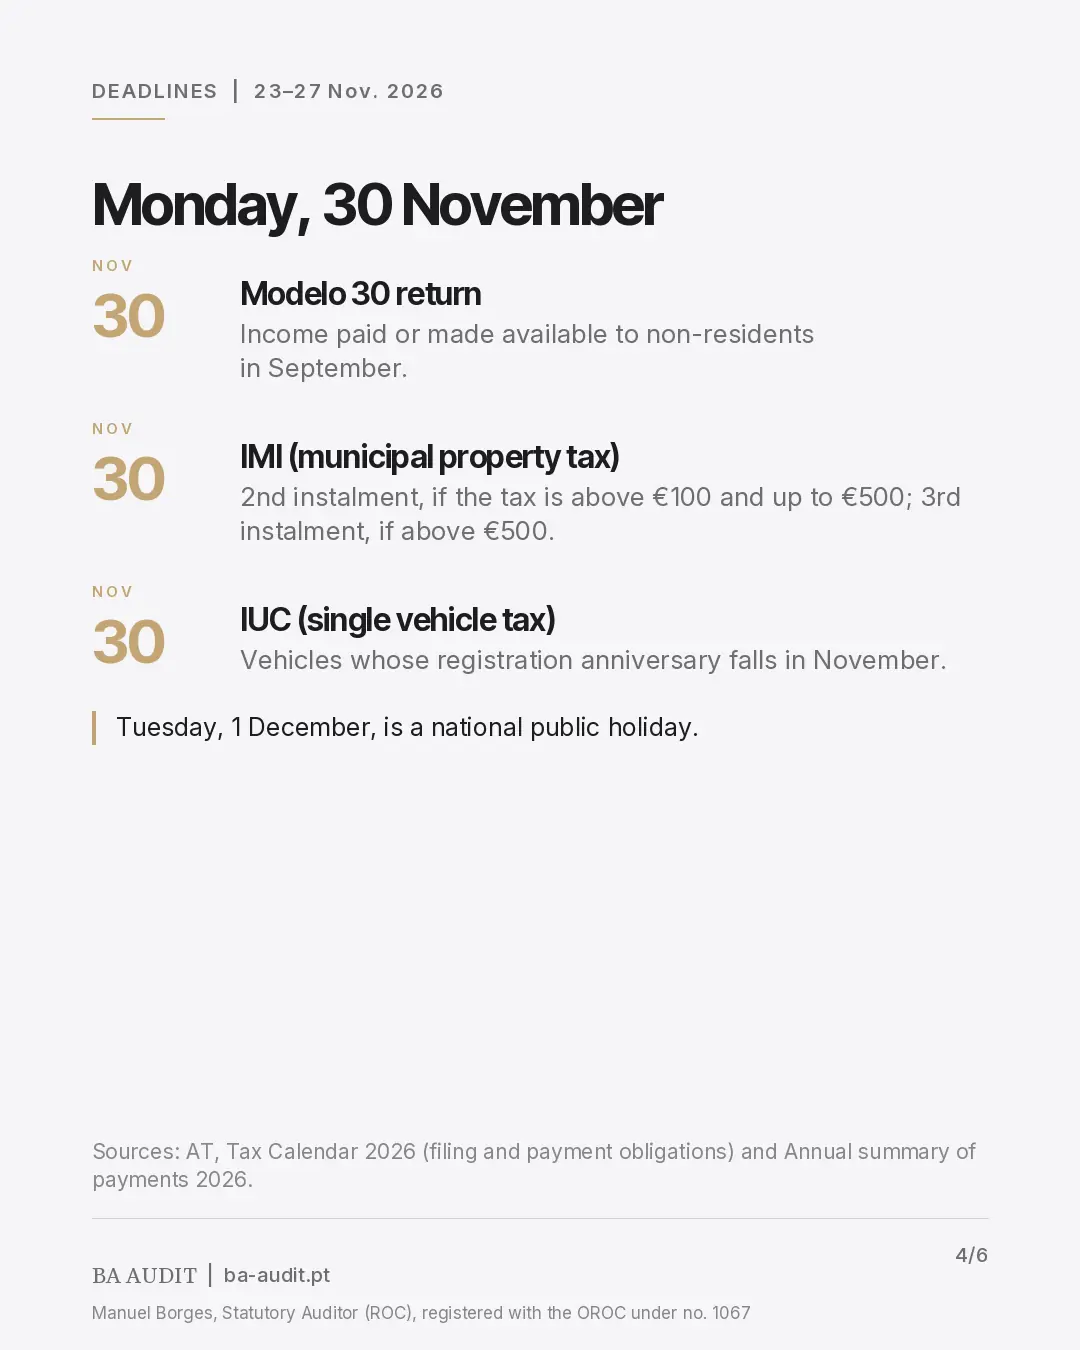 DEADLINES | 23–27 Nov. 2026
Monday, 30 November
NOV
30
Modelo 30 return
Income paid or made available to non-residents
in September.
NOV
30
IMI (municipal property tax)
2nd instalment, if the tax is above €100 and up to €500; 3rd
instalment, if above €500.
NOV
30
IUC (single vehicle tax)
Vehicles whose registration anniversary falls in November.
Tuesday, 1 December, is a national public holiday.
Sources: AT, Tax Calendar 2026 (filing and payment obligations) and Annual summary of
payments 2026.
4/6
BA AUDIT | ba-audit.pt
Manuel Borges, Statutory Auditor (ROC), registered with the OROC under no. 1067